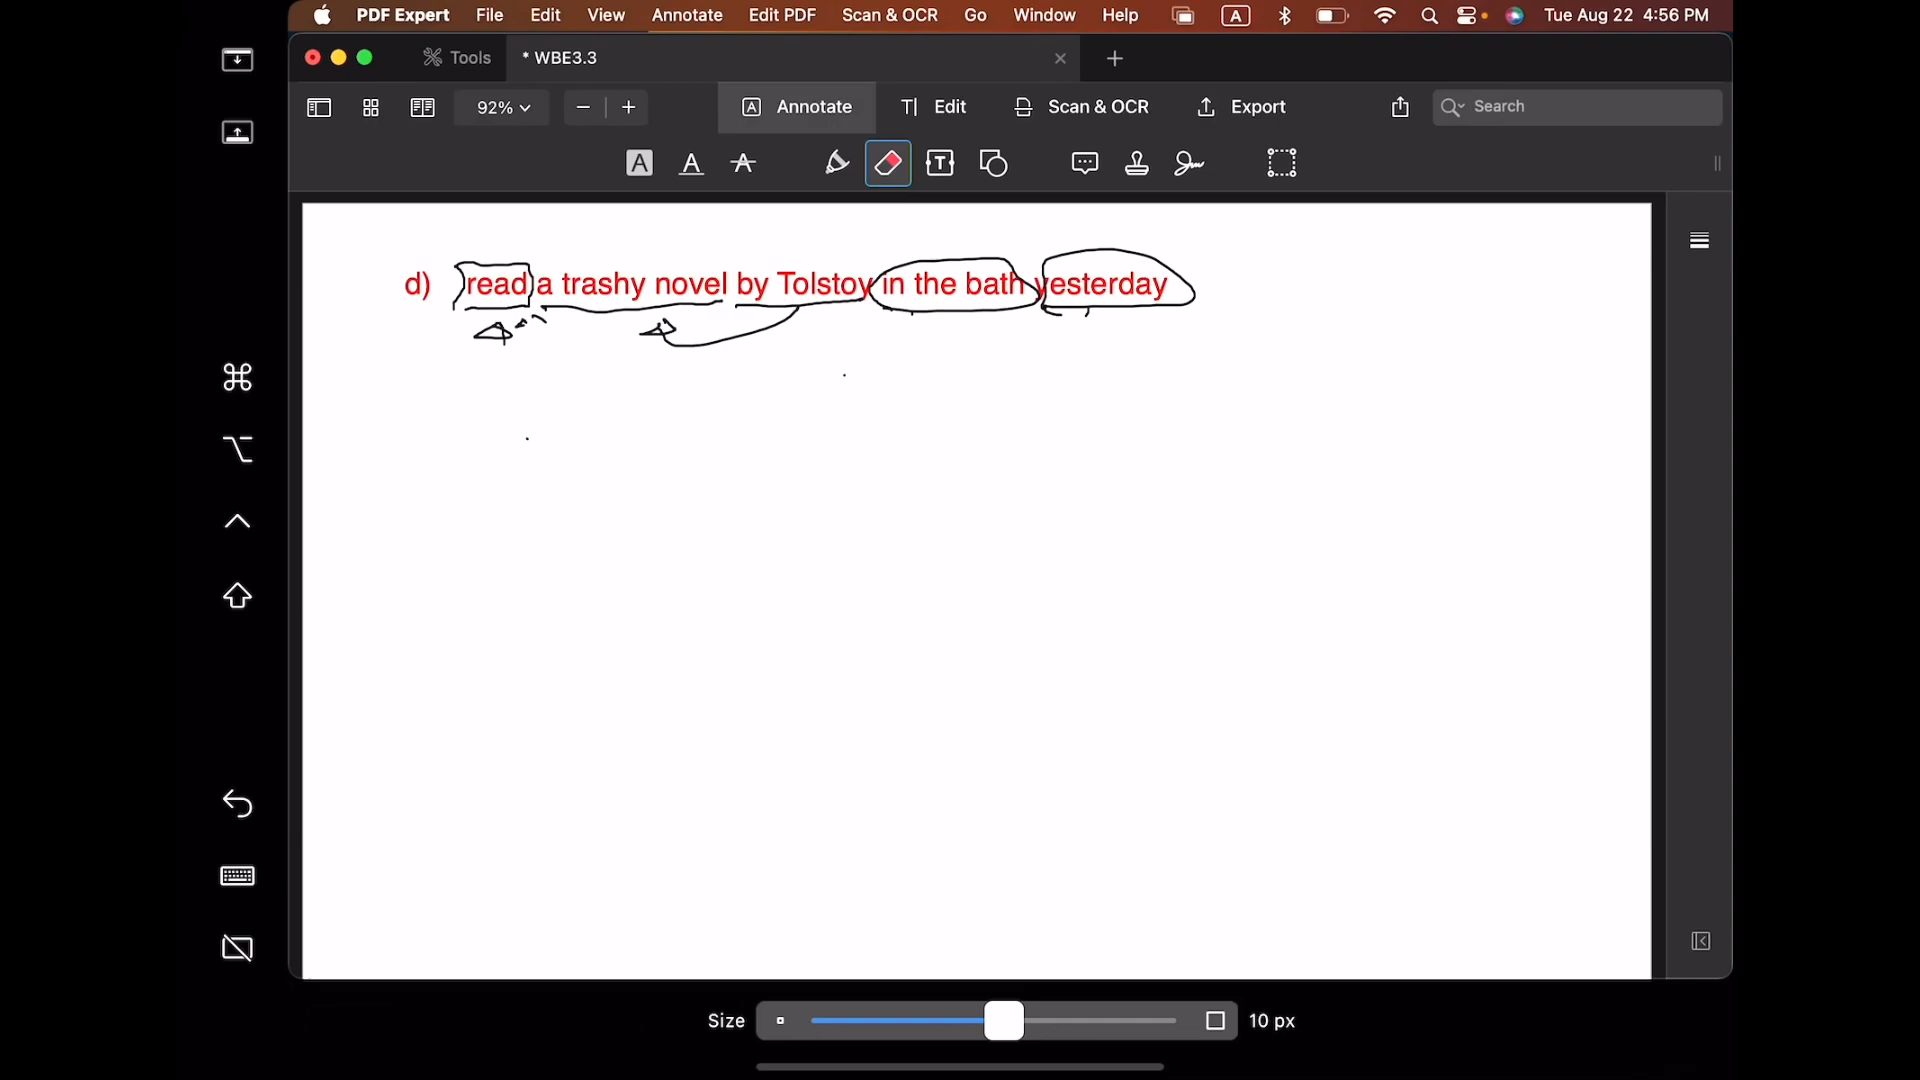 PDF Expert File Edit View Annotate Edit PDF Scan & OCR Go Window Help A Tue Aug 22 4:56 PM
Tools * WBE3.3
92% Annotate Edit Scan & OCR Export Search
d) read a trashy novel by Tolstoy in the bath yesterday
Size 10 px